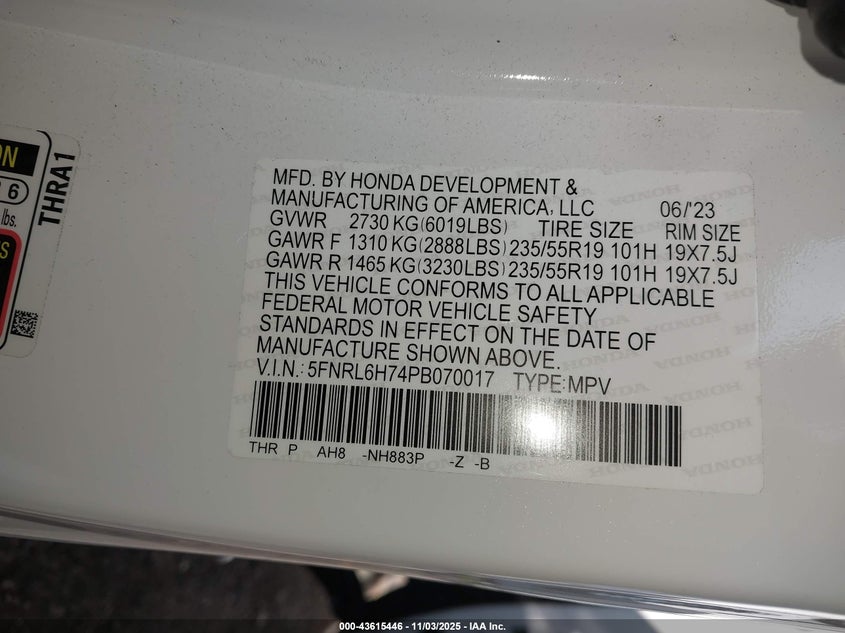 ON
6
lbs.
S
THRA1
MFD. BY HONDA DEVELOPMENT &
MANUFACTURING OF AMERICA, LLC 06/'23
GVWR 2730 KG(6019LBS) TIRE SIZE RIM SIZE
GAWR F 1310 KG(2888LBS) 235/55R19 101H 19X7.5J
GAWR R 1465 KG(3230LBS) 235/55R19 101H 19X7.5J
THIS VEHICLE CONFORMS TO ALL APPLICABLE
FEDERAL MOTOR VEHICLE SAFETY
STANDARDS IN EFFECT ON THE DATE OF
MANUFACTURE SHOWN ABOVE.
V.I.N.: 5FNRL6H74PB070017 TYPE:MPV
THR P AH8 -NH883P -Z -B
000-43615446 - 11/03/2025 - IAA Inc.